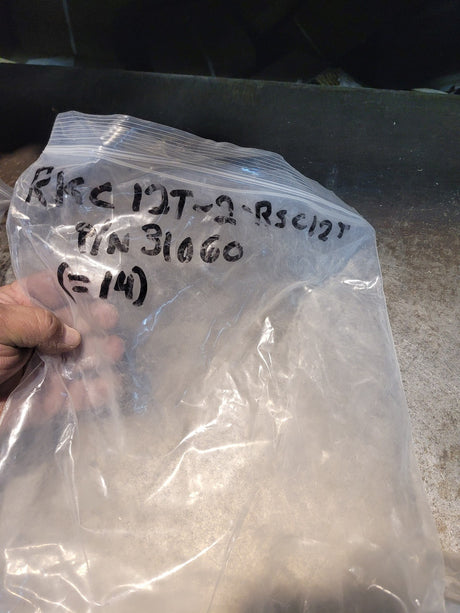 RKC 12T-2-RSC12T
P/N 31060
(=14)